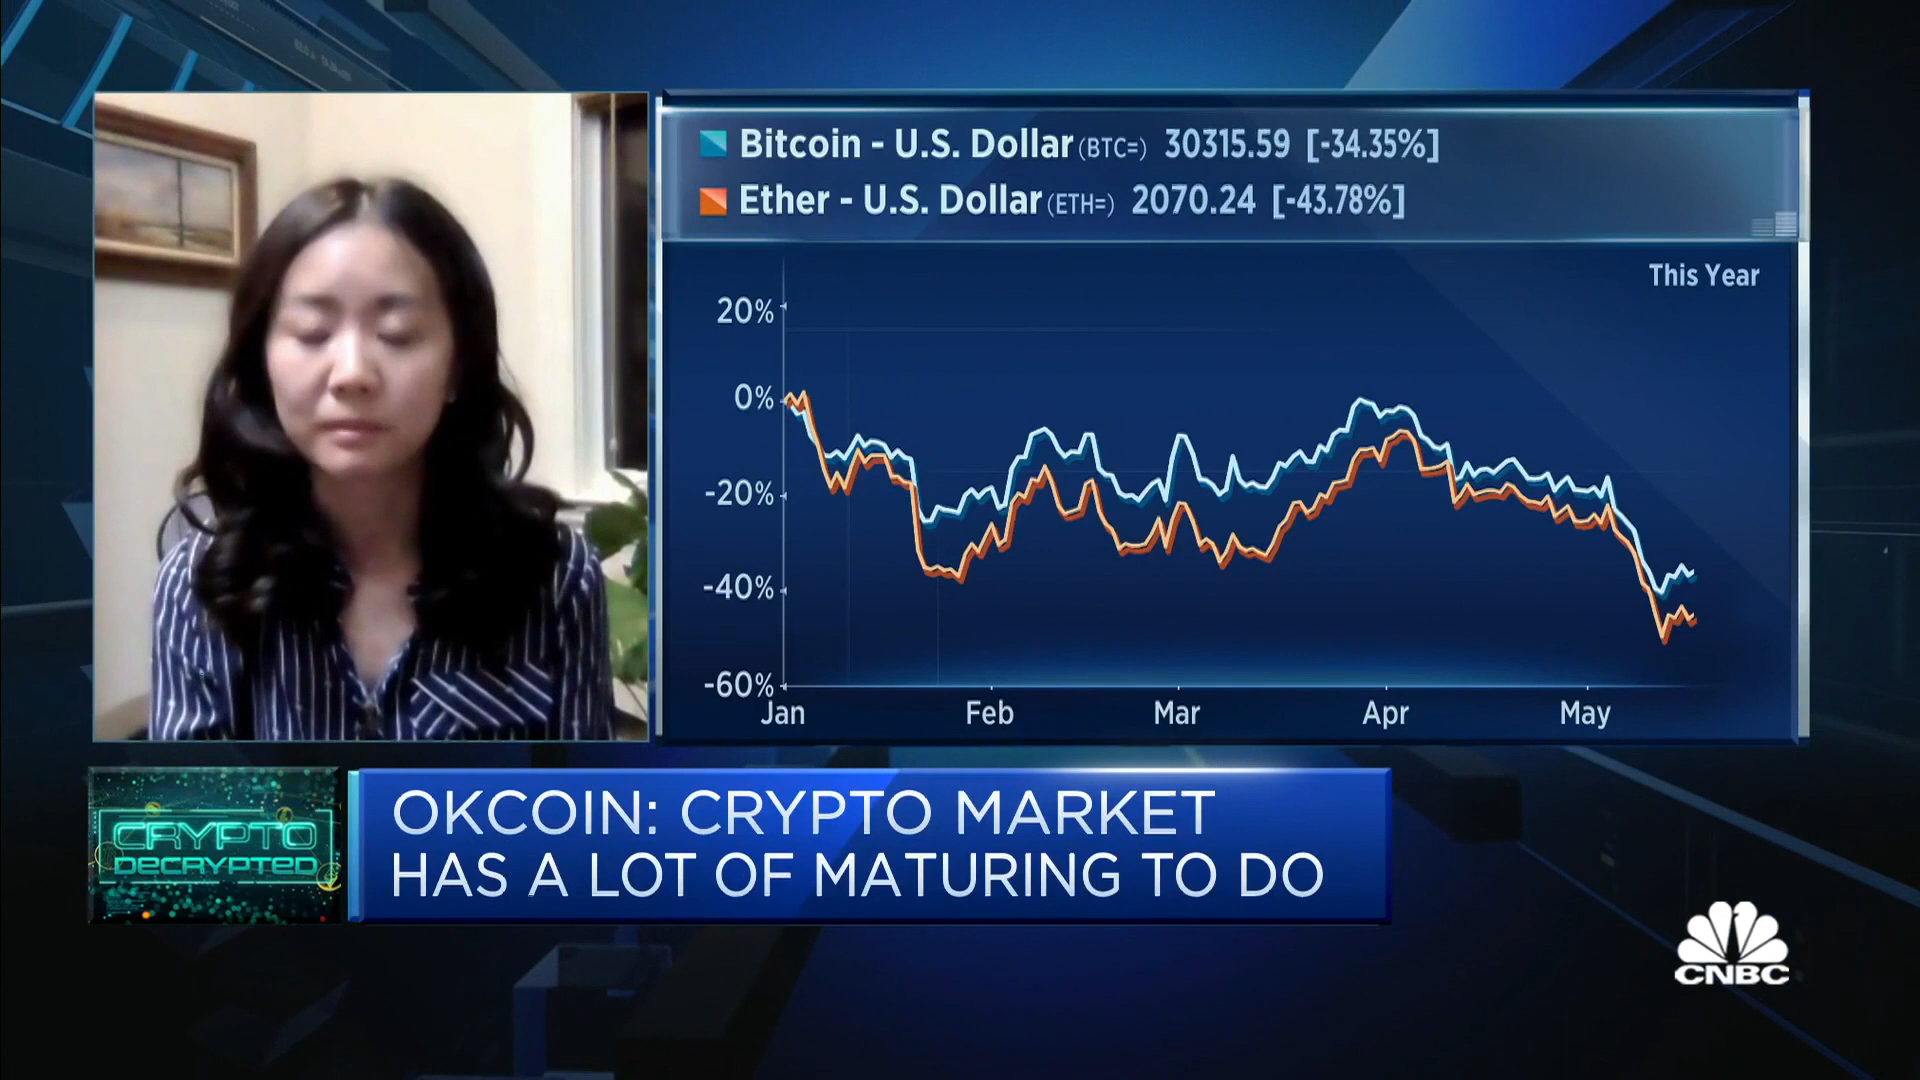 Bitcoin - U.S. Dollar (BTC=) 30315.59 [-34.35%]
Ether - U.S. Dollar (ETH=) 2070.24 [-43.78%]
This Year
20%
0%
-20%
-40%
-60%
Jan Feb Mar Apr May
CRYPTO
DECRYPTED
OKCOIN: CRYPTO MARKET
HAS A LOT OF MATURING TO DO
CNBC